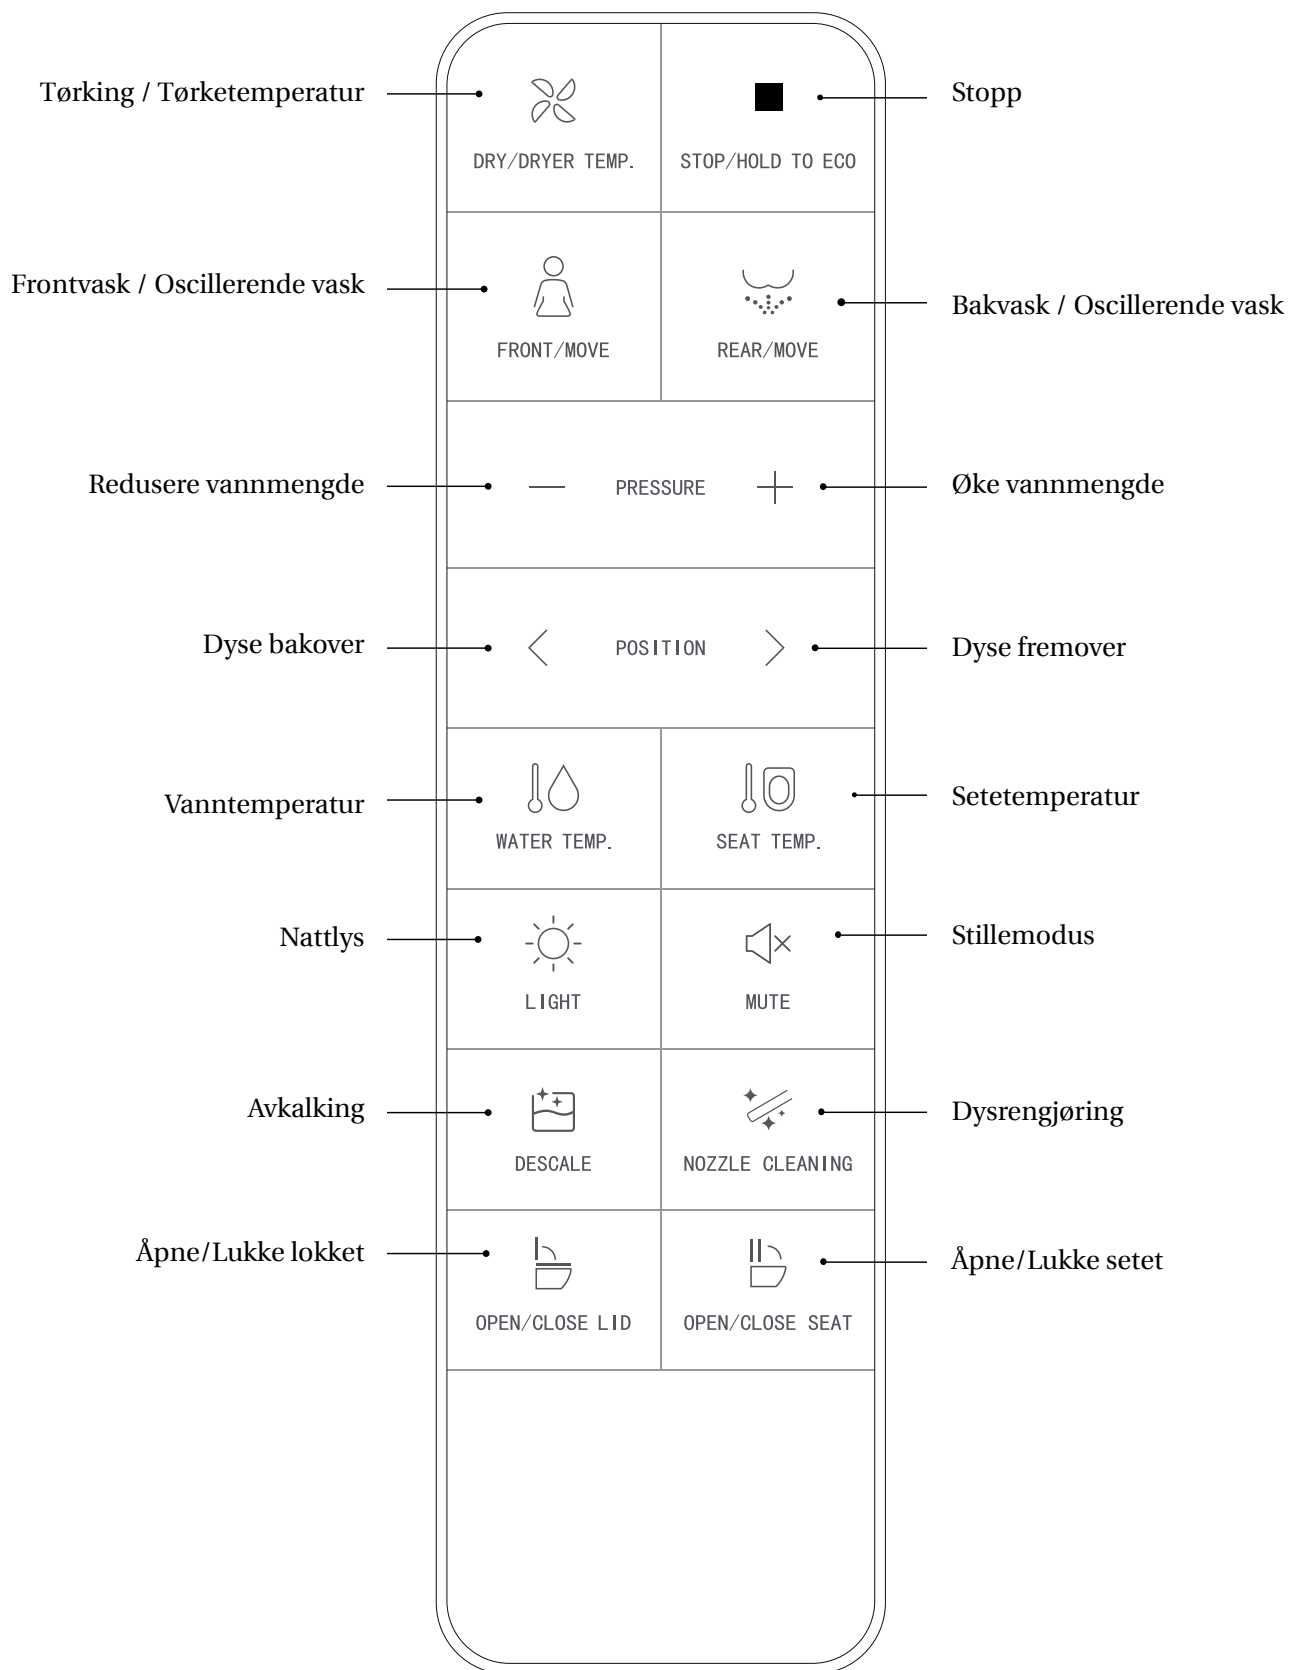 Tørking / Tørketemperatur
Stopp
DRY/DRYER TEMP.
STOP/HOLD TO ECO
Frontvask / Oscillerende vask
Bakvask / Oscillerende vask
FRONT/MOVE
REAR/MOVE
Redusere vannmengde
PRESSURE
Øke vannmengde
Dyse bakover
POSITION
Dyse fremover
Vanntemperatur
Setetemperatur
WATER TEMP.
SEAT TEMP.
Nattlys
Stillemodus
LIGHT
MUTE
Avkalking
Dysrengjøring
DESCALE
NOZZLE CLEANING
Åpne/Lukke lokket
Åpne/Lukke setet
OPEN/CLOSE LID
OPEN/CLOSE SEAT